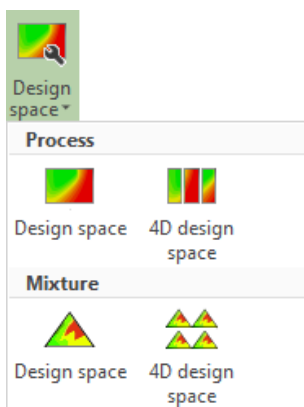 Design
space
Process
Design space
4D design
space
Mixture
Design space
4D design
space